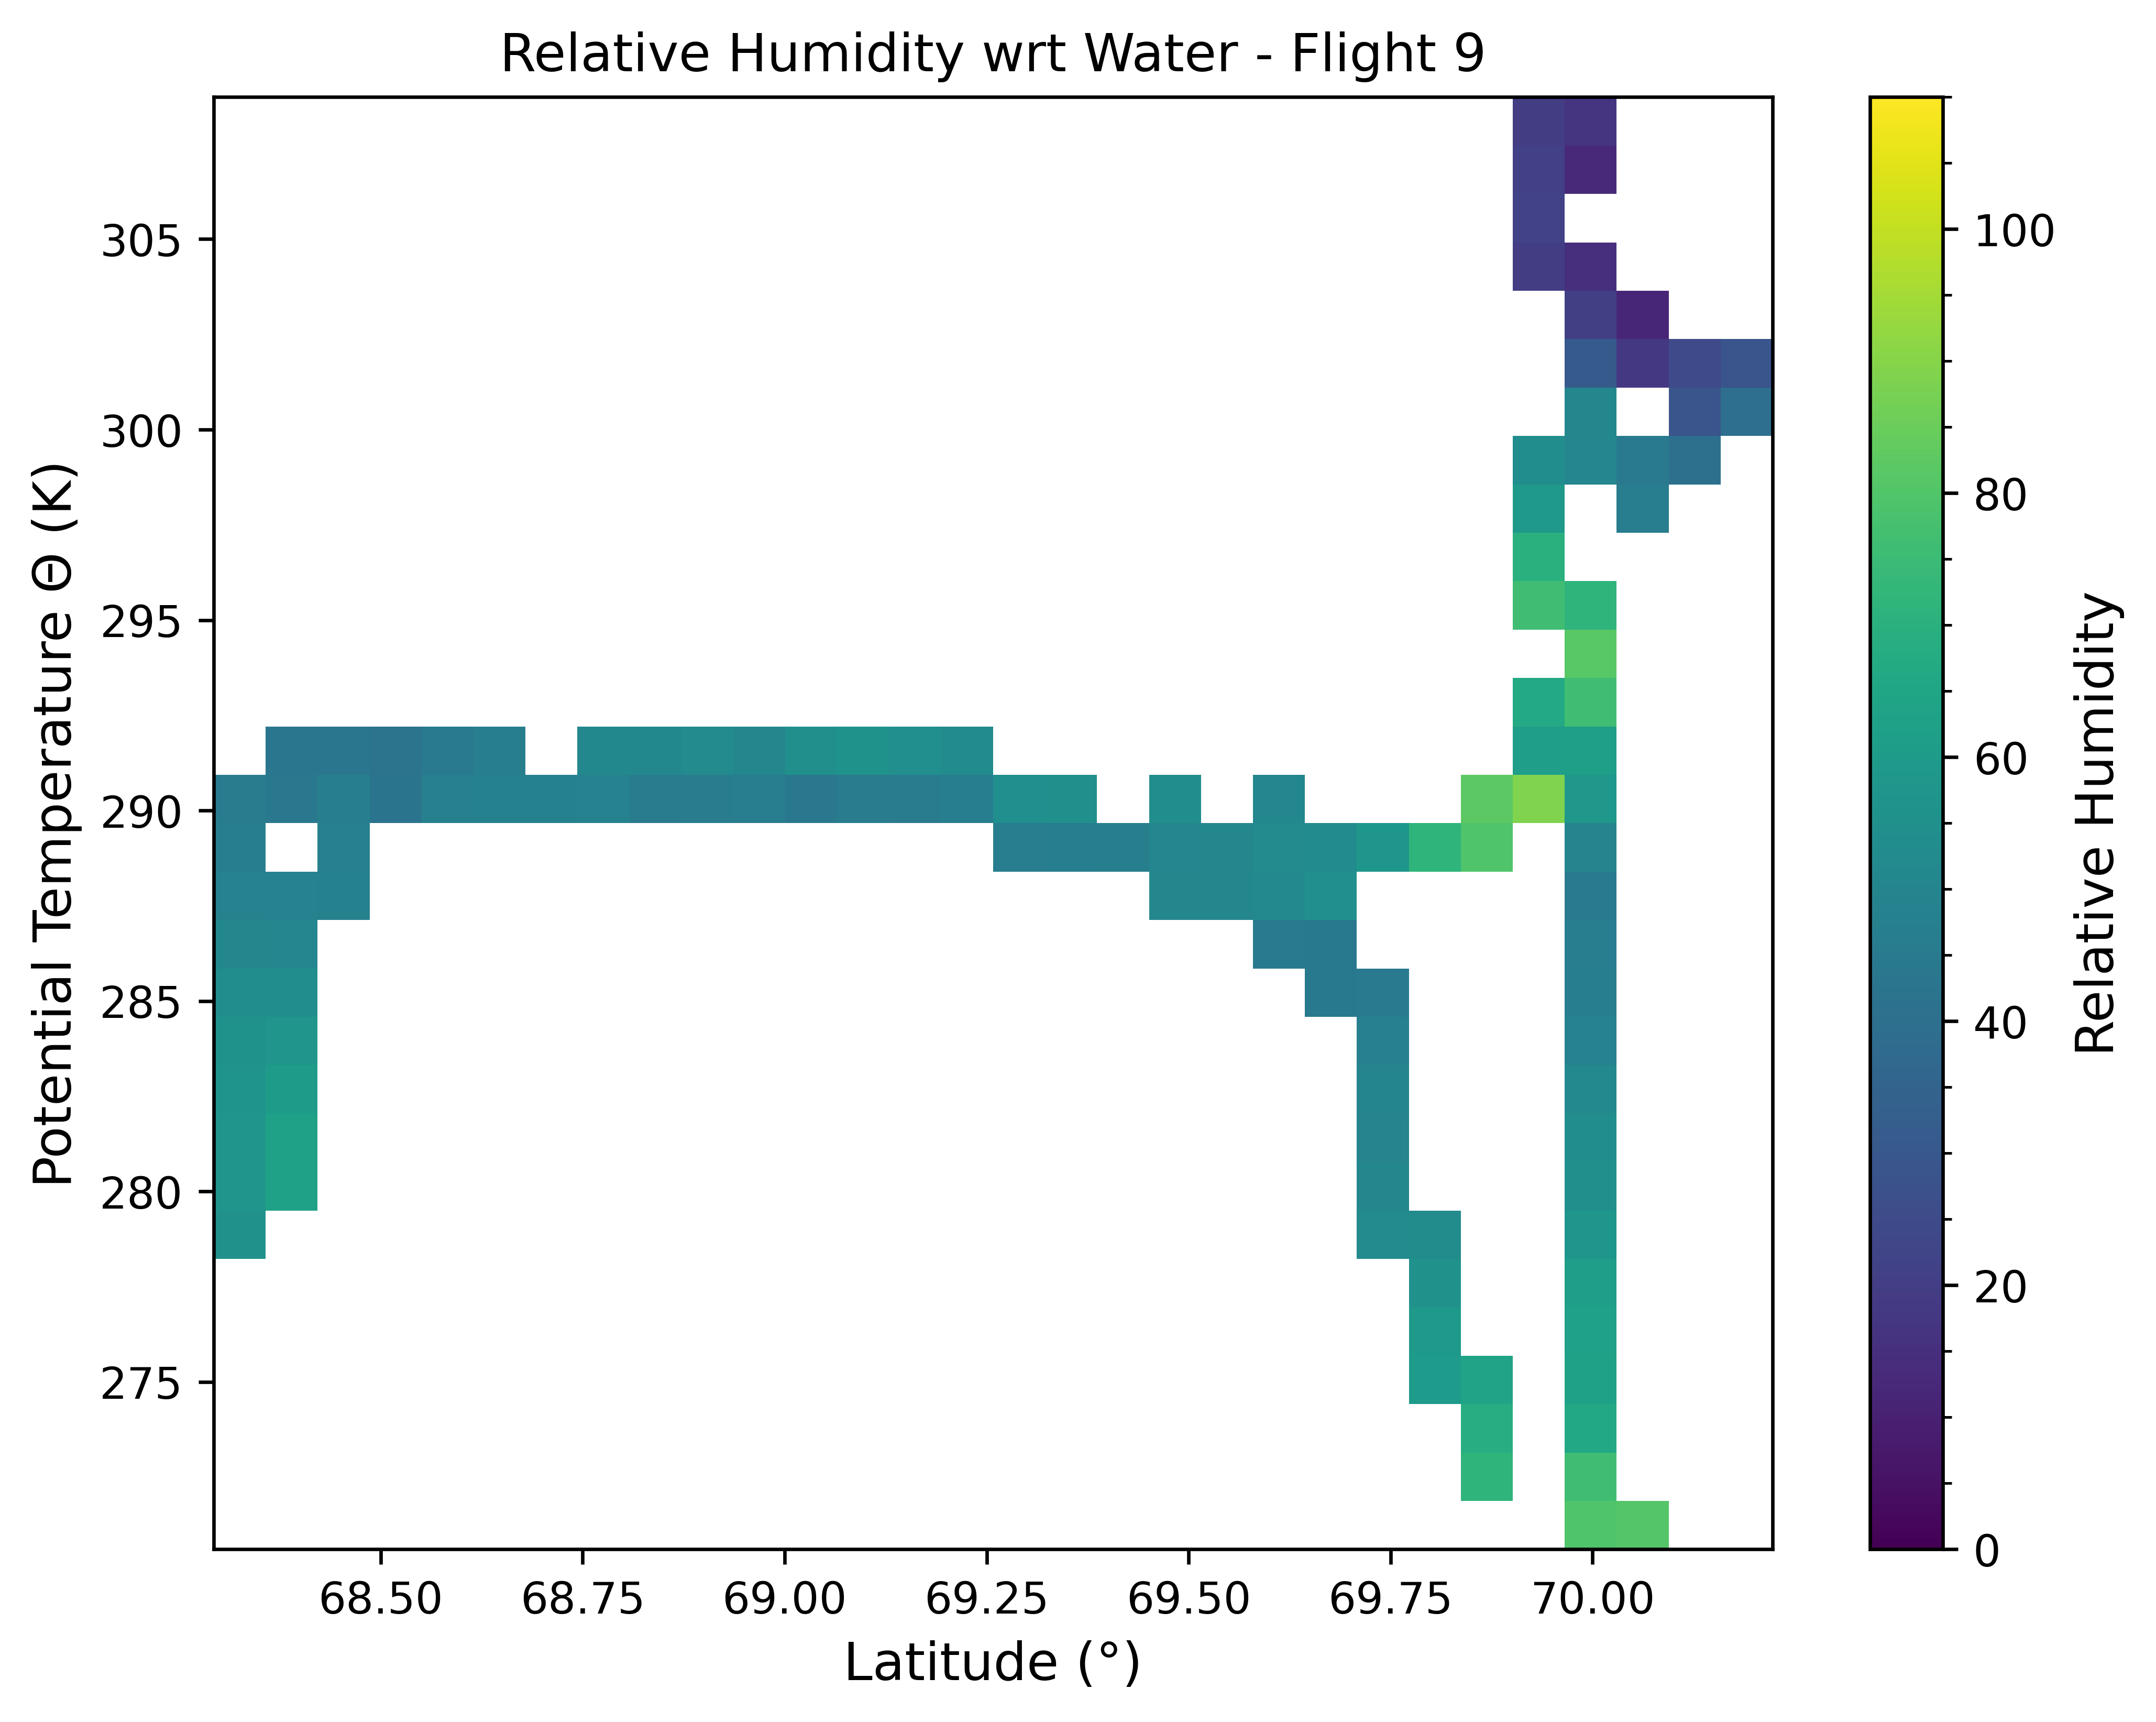 Relative Humidity wrt Water - Flight 9
Potential Temperature Θ (K)
305
300
295
290
285
280
275
68.50 68.75 69.00 69.25 69.50 69.75 70.00
Latitude (°)
100
80
60
40
20
0
Relative Humidity